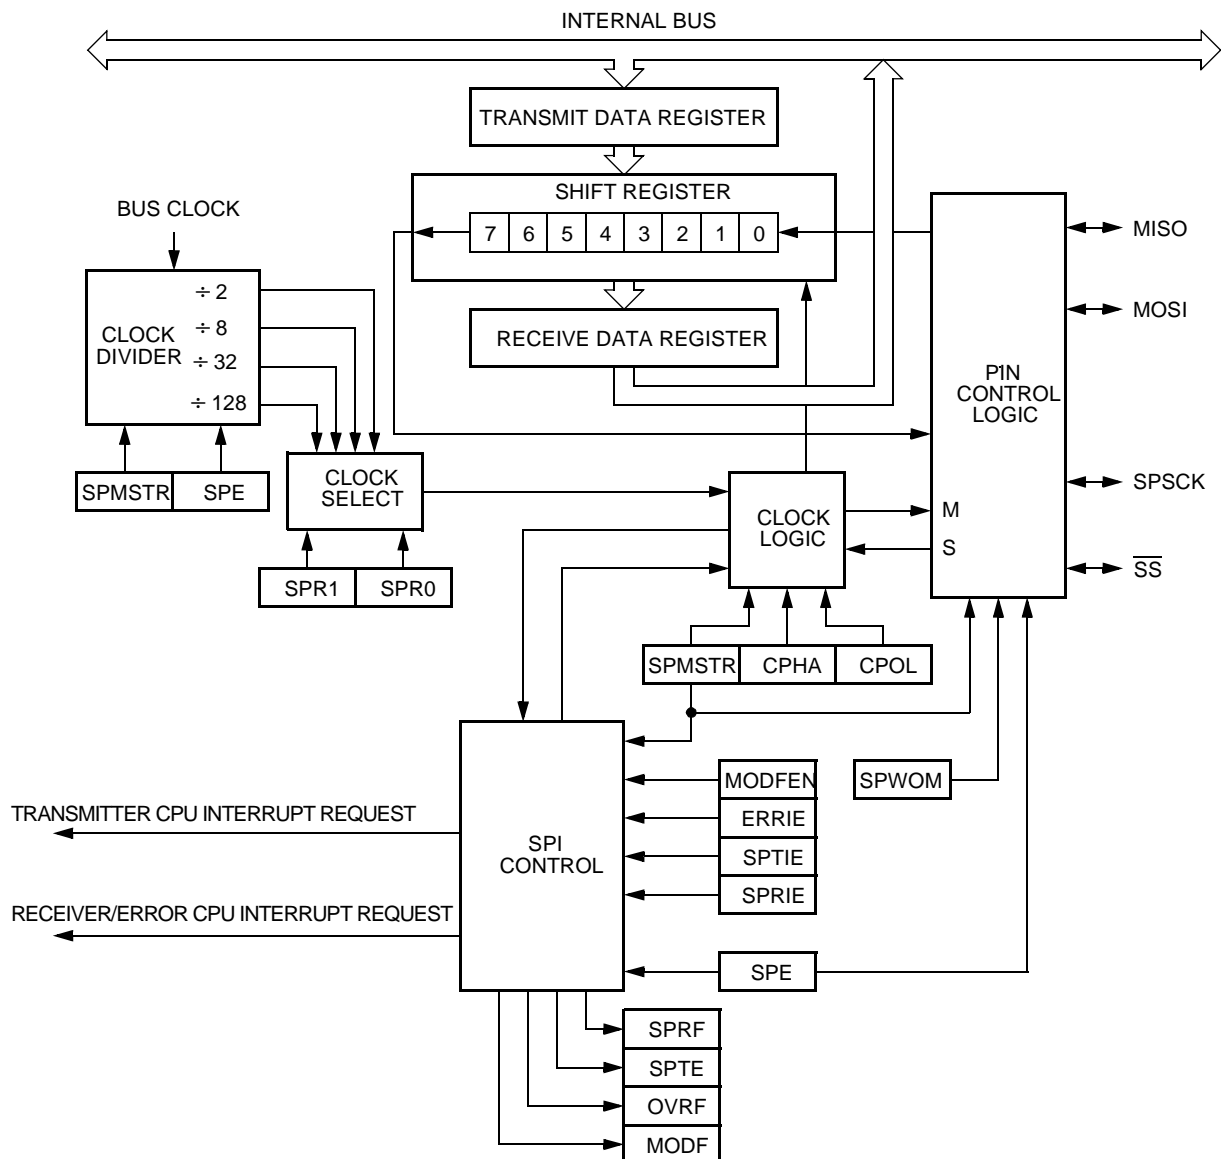 INTERNAL BUS
TRANSMIT DATA REGISTER
SHIFT REGISTER
7 6 5 4 3 2 1 0
RECEIVE DATA REGISTER
BUS CLOCK
CLOCK
DIVIDER
÷ 2
÷ 8
÷ 32
÷ 128
SPMSTR SPE
CLOCK
SELECT
SPR1 SPR0
CLOCK
LOGIC
M
S
PIN
CONTROL
LOGIC
MISO
MOSI
SPSCK
SS
SPMSTR CPHA CPOL
MODFEN
ERRIE
SPTIE
SPRIE
SPWOM
SPE
SPI
CONTROL
TRANSMITTER CPU INTERRUPT REQUEST
RECEIVER/ERROR CPU INTERRUPT REQUEST
SPRF
SPTE
OVRF
MODF